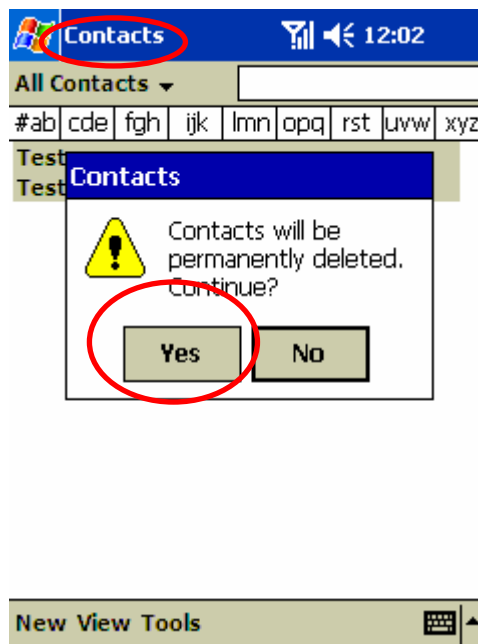 Contacts 12:02
All Contacts
#ab cde fgh ijk lmn opq rst uvw xyz
Test
Test
Contacts
Contacts will be
permanently deleted.
Continue?
Yes No
New View Tools